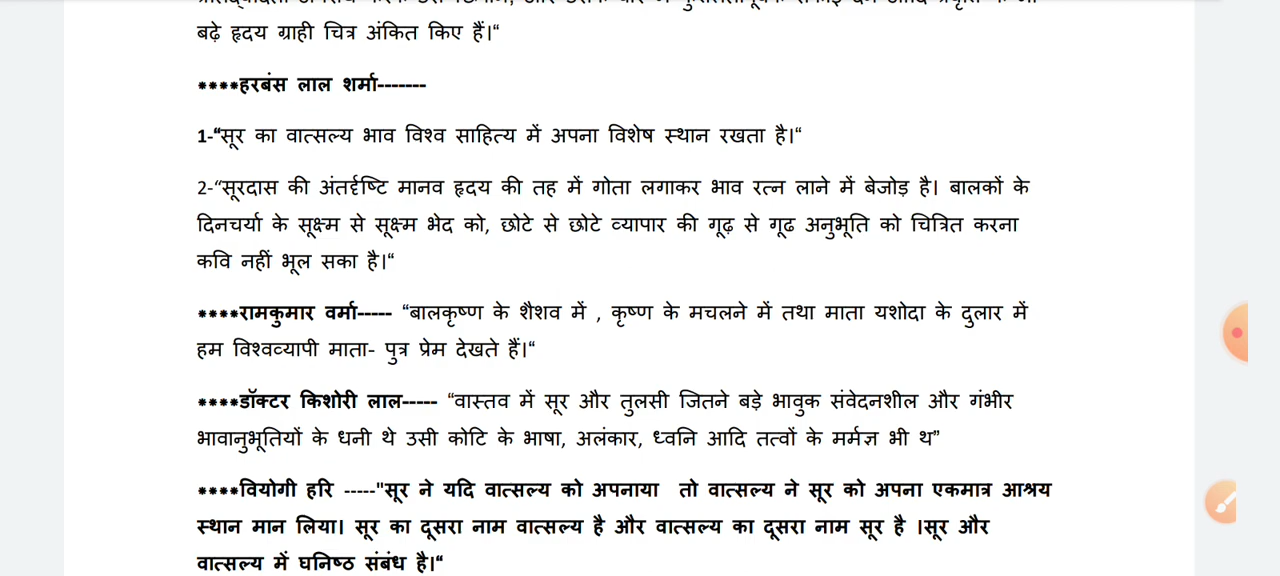 बढ़े हृदय ग्राही चित्र अंकित किए हैं।“
****हरबंस लाल शर्मा-------
1-“सूर का वात्सल्य भाव विश्व साहित्य में अपना विशेष स्थान रखता है।“
2-“सूरदास की अंतर्दृष्टि मानव हृदय की तह में गोता लगाकर भाव रत्न लाने में बेजोड़ है। बालकों के
दिनचर्या के सूक्ष्म से सूक्ष्म भेद को, छोटे से छोटे व्यापार की गूढ़ से गूढ अनुभूति को चित्रित करना
कवि नहीं भूल सका है।“
****रामकुमार वर्मा----- “बालकृष्ण के शैशव में , कृष्ण के मचलने में तथा माता यशोदा के दुलार में
हम विश्वव्यापी माता- पुत्र प्रेम देखते हैं।“
****डॉक्टर किशोरी लाल----- “वास्तव में सूर और तुलसी जितने बड़े भावुक संवेदनशील और गंभीर
भावानुभूतियों के धनी थे उसी कोटि के भाषा, अलंकार, ध्वनि आदि तत्वों के मर्मज्ञ भी थ”
****वियोगी हरि -----"सूर ने यदि वात्सल्य को अपनाया तो वात्सल्य ने सूर को अपना एकमात्र आश्रय
स्थान मान लिया। सूर का दूसरा नाम वात्सल्य है और वात्सल्य का दूसरा नाम सूर है ।सूर और
वात्सल्य में घनिष्ठ संबंध है।“